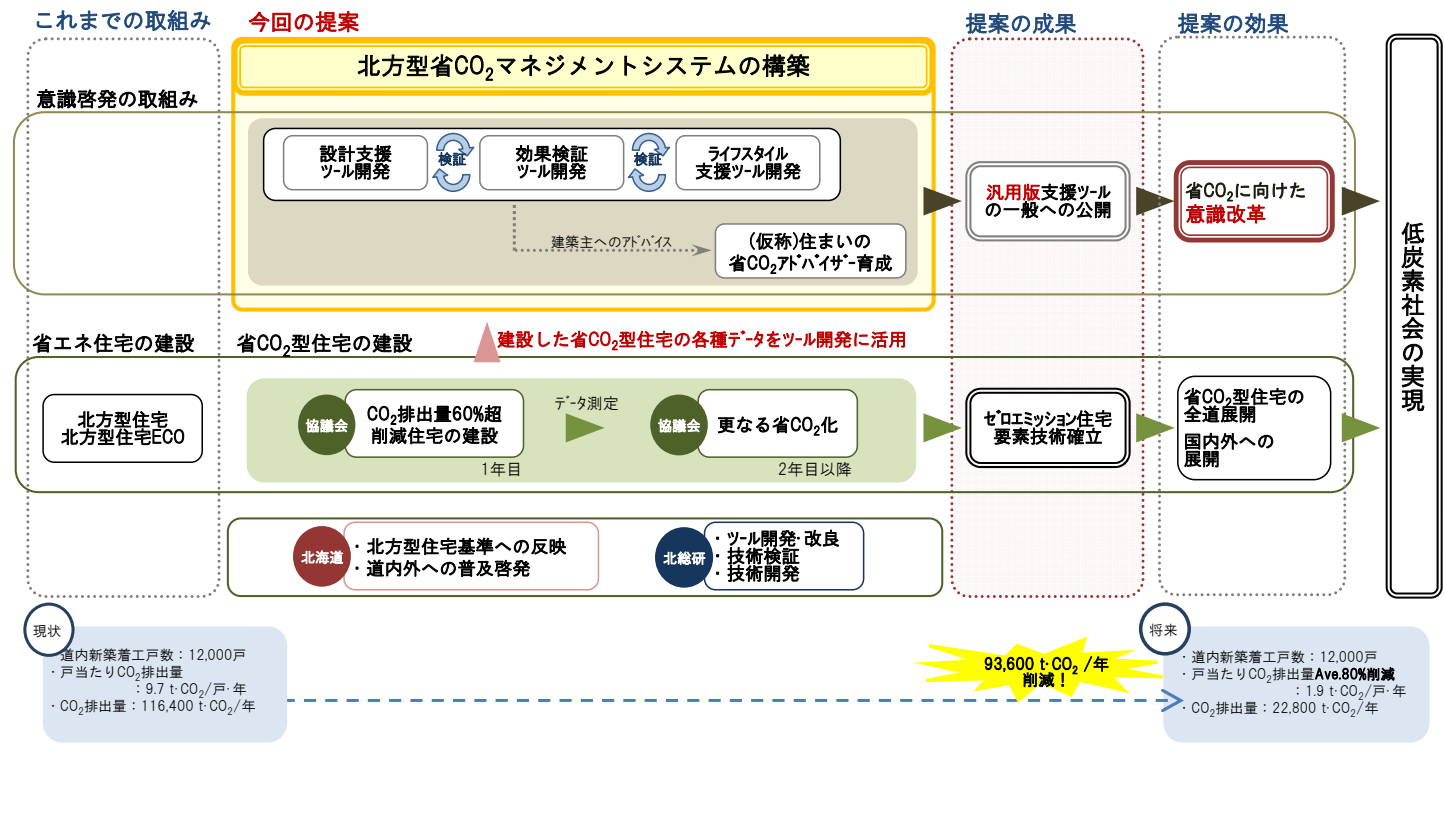 これまでの取組み
今回の提案
提案の成果
提案の効果
北方型省CO2マネジメントシステムの構築
意識啓発の取組み
設計支援
ﾂｰﾙ開発
検証
効果検証
ﾂｰﾙ開発
検証
ﾗｲﾌｽﾀｲﾙ
支援ﾂｰﾙ開発
建築主へのｱﾄﾞﾊﾞｲｽ
(仮称)住まいの
省CO2ｱﾄﾞﾊﾞｲｻﾞｰ育成
汎用版支援ﾂｰﾙ
の一般への公開
省CO2に向けた
意識改革
低炭素社会の実現
省エネ住宅の建設
省CO2型住宅の建設
建設した省CO2型住宅の各種ﾃﾞｰﾀをﾂｰﾙ開発に活用
北方型住宅
北方型住宅ECO
協議会
CO2排出量60%超
削減住宅の建設
1年目
ﾃﾞｰﾀ測定
協議会
更なる省CO2化
2年目以降
ｾﾞﾛｴﾐｯｼｮﾝ住宅
要素技術確立
省CO2型住宅の
全道展開
国内外への
展開
北海道
・北方型住宅基準への反映
・道内外への普及啓発
北総研
・ﾂｰﾙ開発･改良
・技術検証
・技術開発
現状
・道内新築着工戸数：12,000戸
・戸当たりCO2排出量
：9.7 t･CO2/戸･年
・CO2排出量：116,400 t･CO2/年
93,600 t･CO2 /年
削減！
将来
・道内新築着工戸数：12,000戸
・戸当たりCO2排出量Ave.80%削減
：1.9 t･CO2/戸･年
・CO2排出量：22,800 t･CO2/年